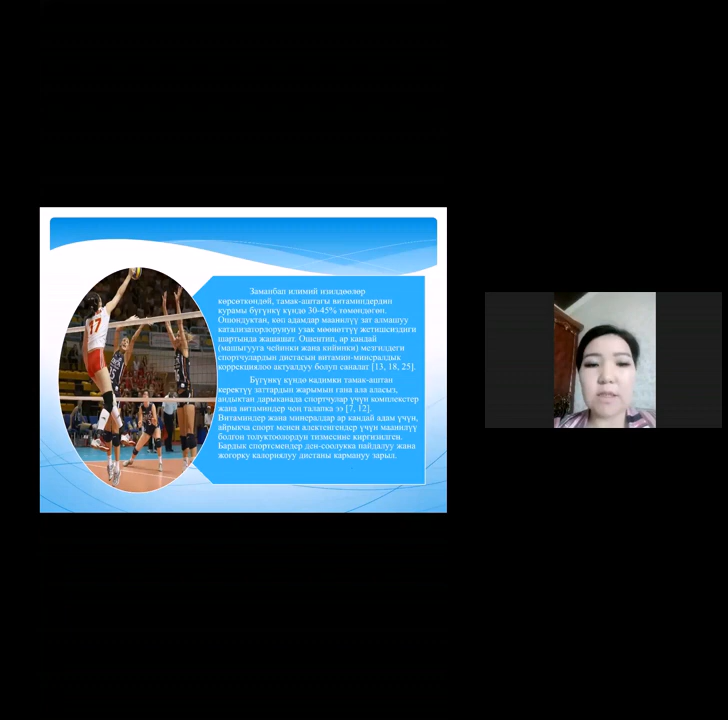 Заманбап илимий изилдөөлөр
көрсөткөндөй, тамак-аштагы витаминдердин
курамы бүгүнкү күндө 30-45% төмөндөгөн.
Ошондуктан, көп адамдар маанилүү зат алмашуу
катализаторлорунун узак мөөнөттүү жетишсиздиги
шартында жашашат. Ошентип, ар кандай
(машыгууга чейинки жана кийинки) мезгилдеги
спортчулардын диетасын витамин-минералдык
коррекциялоо актуалдуу болуп саналат [13, 18, 25].
Бүгүнкү күндө кадимки тамак-аштан
керектүү заттардын жарымын гана ала аласыз,
андыктан дарыканада спортчулар үчүн комплекстер
жана витаминдер чоң талапка ээ [7, 12].
Витаминдер жана минералдар ар кандай адам үчүн,
айрыкча спорт менен алектенгендер үчүн маанилүү
болгон толуктоолордун тизмесине киргизилген.
Бардык спортсмендер ден-соолукка пайдалуу жана
жогорку калориялуу диетаны кармануу зарыл.
17